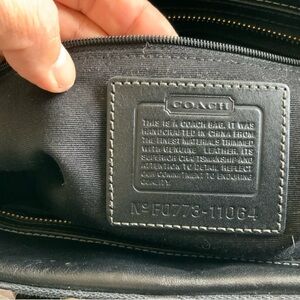 COACH
THIS IS A COACH BAG. IT WAS
HANDCRAFTED IN CHINA FROM
THE FINEST MATERIALS TRIMMED
WITH GENUINE LEATHER. ITS
SUPERIOR CRAFTSMANSHIP AND
ATTENTION TO DETAIL REFLECT
OUR COMMITMENT TO ENDURING
QUALITY.
Nº F0773-11064